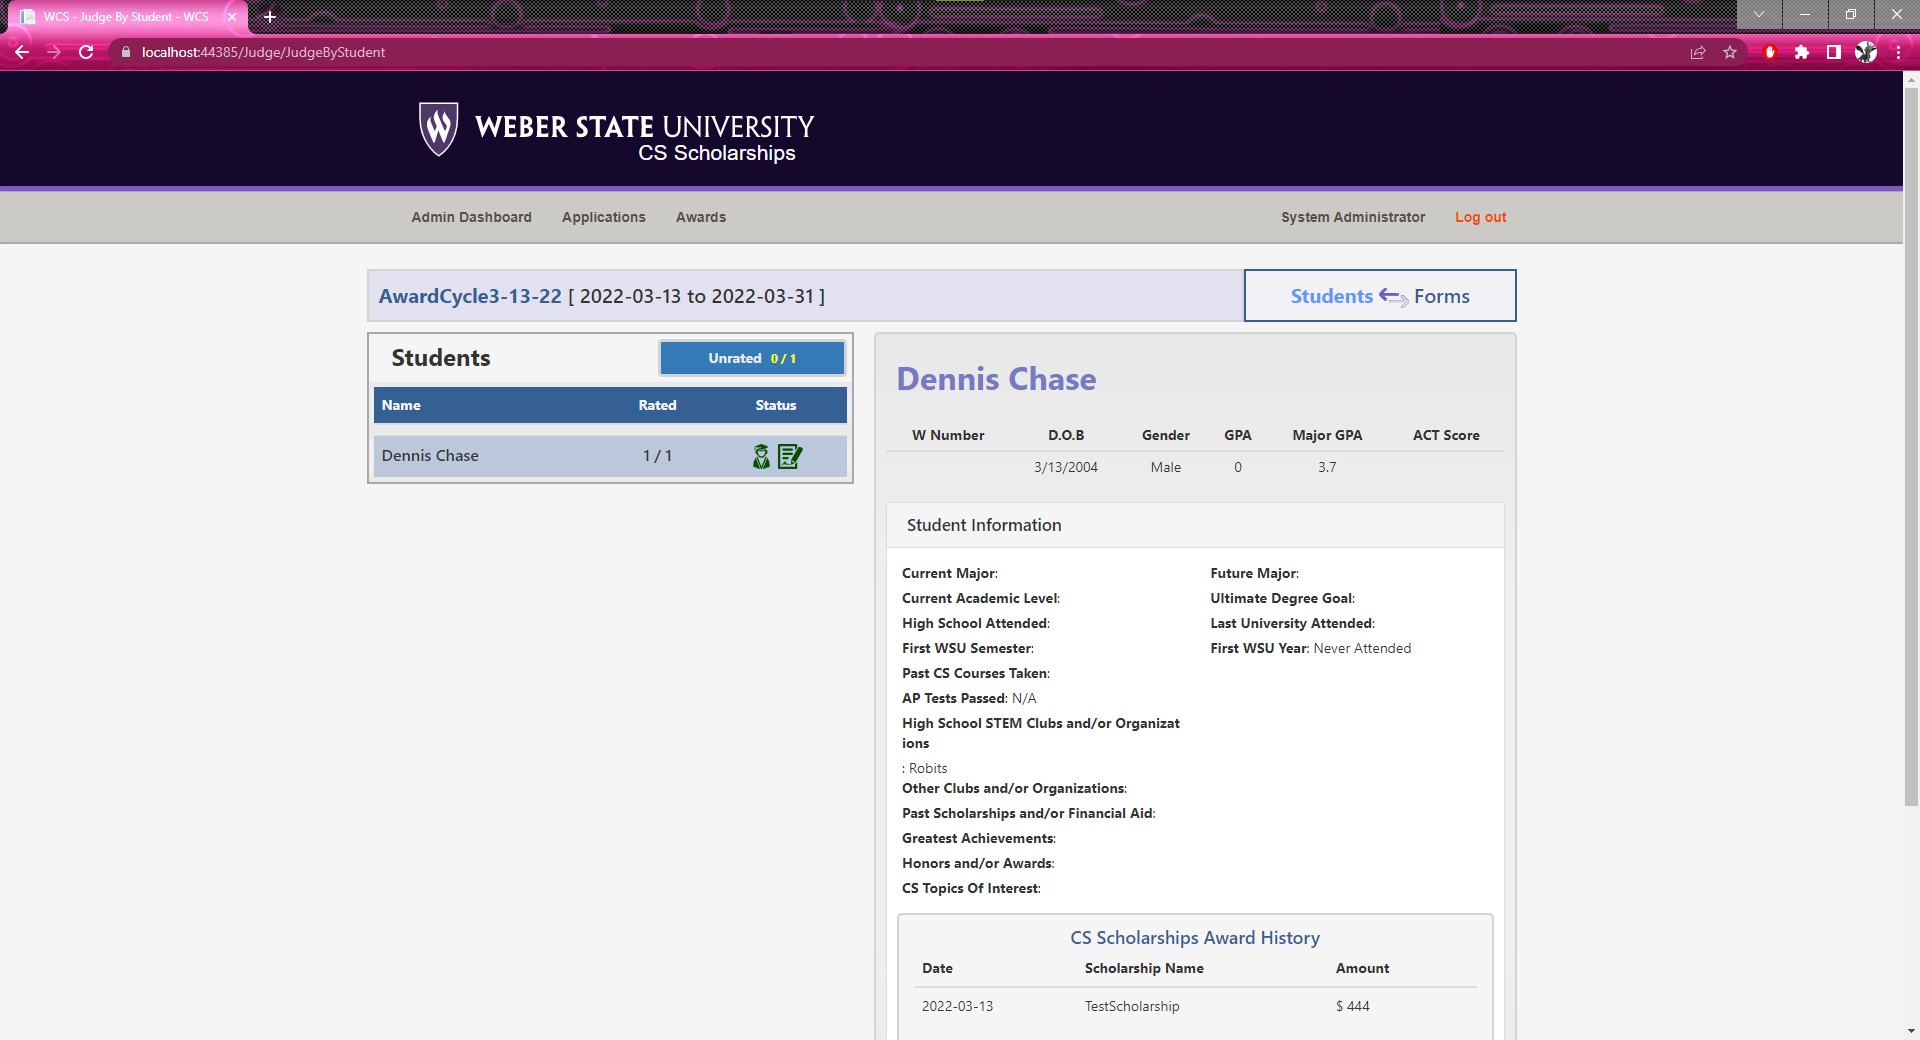 WCS - Judge By Student - WCS
localhost:44385/Judge/JudgeByStudent
WEBER STATE UNIVERSITY
CS Scholarships
Admin Dashboard Applications Awards System Administrator Log out
AwardCycle3-13-22 [ 2022-03-13 to 2022-03-31 ] Students Forms
Students Unrated 0 / 1
Name Rated Status
Dennis Chase 1 / 1
Dennis Chase
W Number D.O.B Gender GPA Major GPA ACT Score
3/13/2004 Male 0 3.7
Student Information
Current Major: Future Major:
Current Academic Level: Ultimate Degree Goal:
High School Attended: Last University Attended:
First WSU Semester: First WSU Year: Never Attended
Past CS Courses Taken:
AP Tests Passed: N/A
High School STEM Clubs and/or Organizat
ions
: Robits
Other Clubs and/or Organizations:
Past Scholarships and/or Financial Aid:
Greatest Achievements:
Honors and/or Awards:
CS Topics Of Interest:
CS Scholarships Award History
Date Scholarship Name Amount
2022-03-13 TestScholarship $ 444